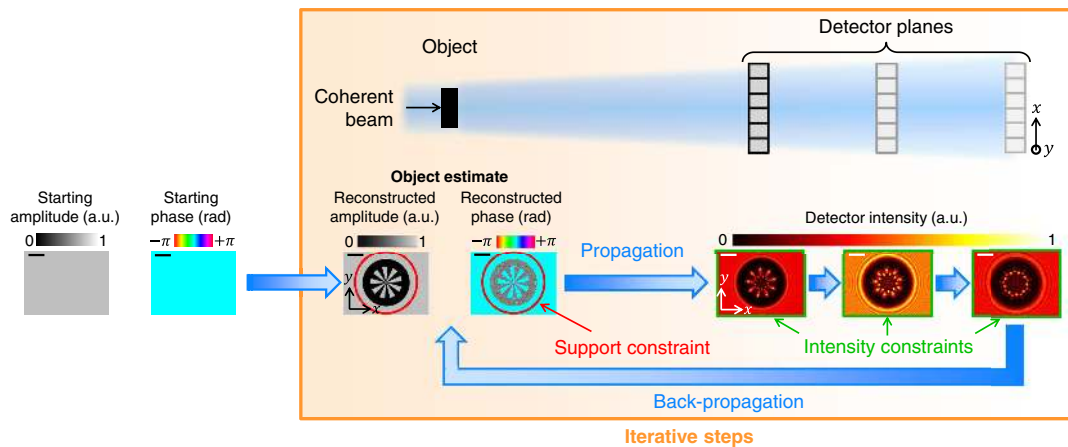 Object
Detector planes
Coherent
beam
x
y
Object estimate
Starting
amplitude (a.u.)
0 1
Starting
phase (rad)
−π +π
Reconstructed
amplitude (a.u.)
0 1
Reconstructed
phase (rad)
−π +π
Propagation
Detector intensity (a.u.)
0 1
y
x
y
x
Support constraint
Intensity constraints
Back-propagation
Iterative steps